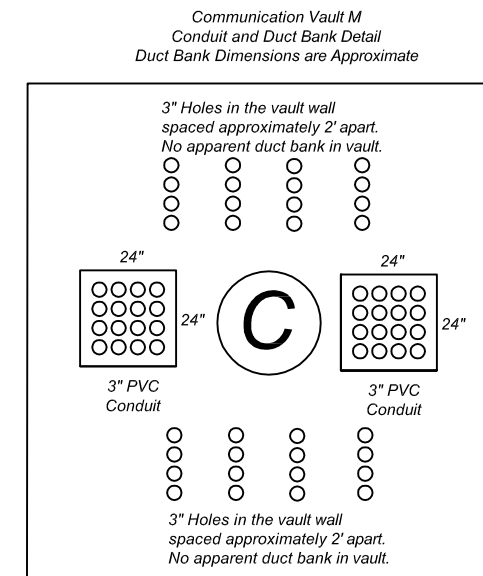 Communication Vault M
Conduit and Duct Bank Detail
Duct Bank Dimensions are Approximate
3" Holes in the vault wall
spaced approximately 2' apart.
No apparent duct bank in vault.
24"
24"
3" PVC
Conduit
C
24"
24"
3" PVC
Conduit
3" Holes in the vault wall
spaced approximately 2' apart.
No apparent duct bank in vault.